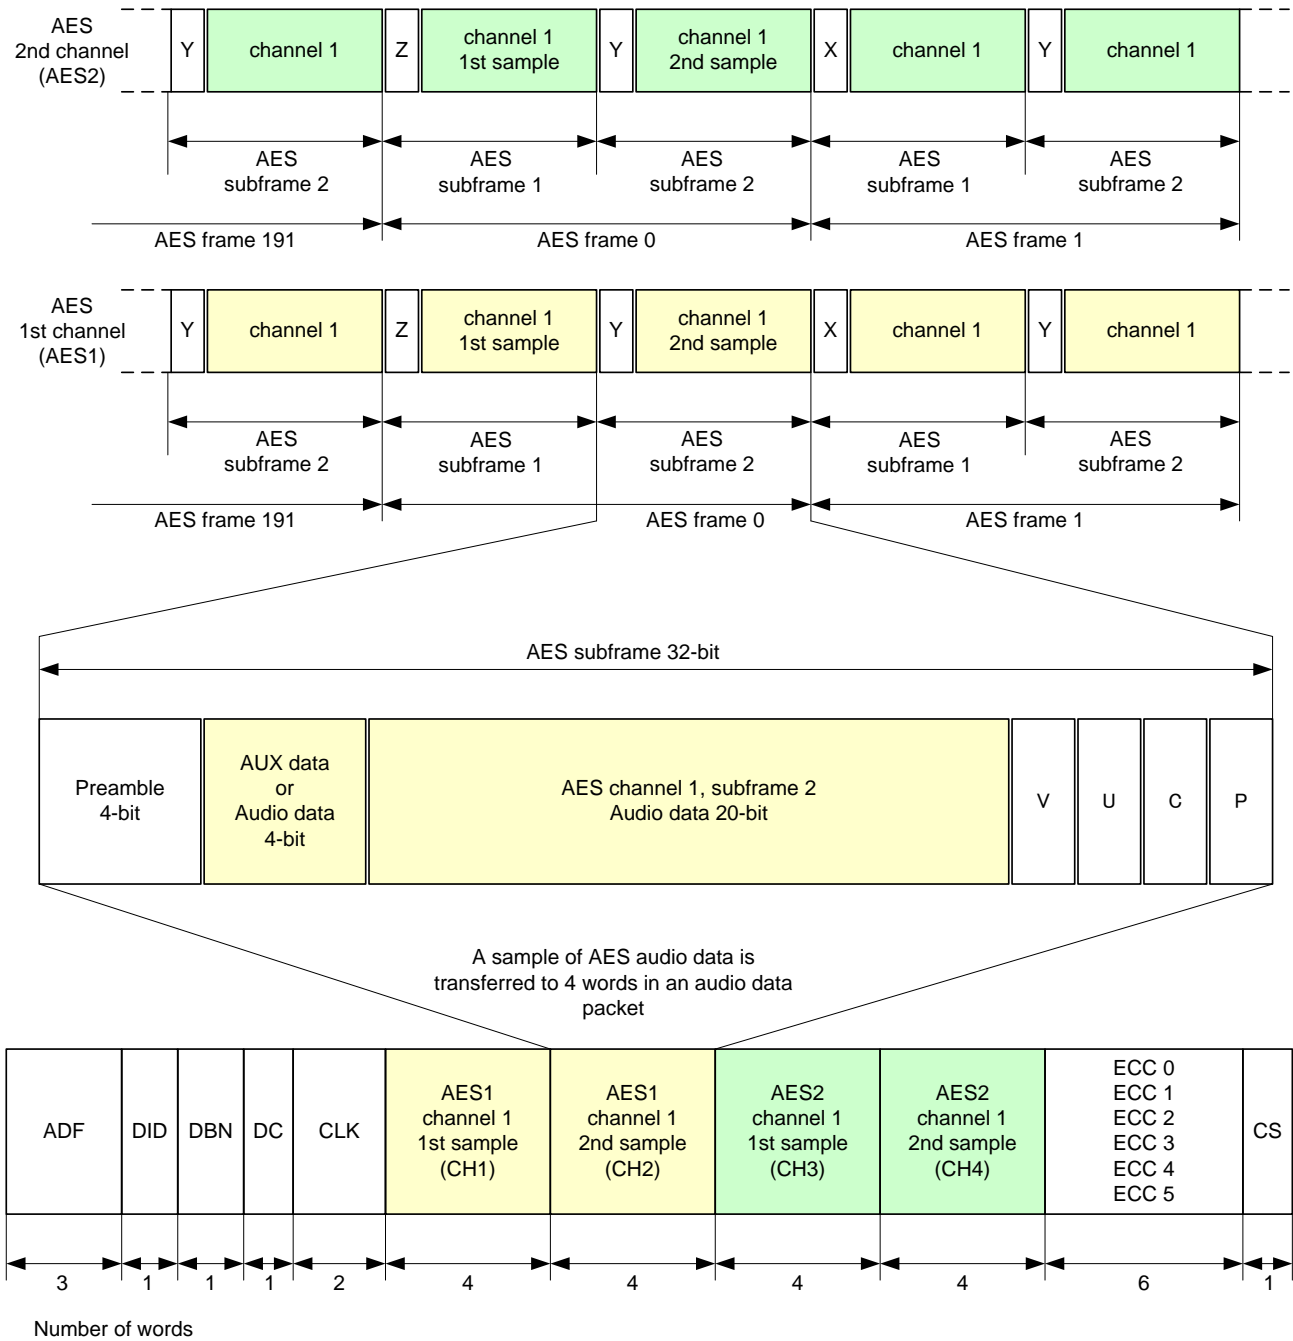 AES
2nd channel
(AES2)
Y
channel 1
Z
channel 1
1st sample
Y
channel 1
2nd sample
X
channel 1
Y
channel 1
AES
subframe 2
AES
subframe 1
AES
subframe 2
AES
subframe 1
AES
subframe 2
AES frame 191
AES frame 0
AES frame 1
AES
1st channel
(AES1)
Y
channel 1
Z
channel 1
1st sample
Y
channel 1
2nd sample
X
channel 1
Y
channel 1
AES
subframe 2
AES
subframe 1
AES
subframe 2
AES
subframe 1
AES
subframe 2
AES frame 191
AES frame 0
AES frame 1
AES subframe 32-bit
Preamble
4-bit
AUX data
or
Audio data
4-bit
AES channel 1, subframe 2
Audio data 20-bit
V
U
C
P
A sample of AES audio data is
transferred to 4 words in an audio data
packet
ADF
DID
DBN
DC
CLK
AES1
channel 1
1st sample
(CH1)
AES1
channel 1
2nd sample
(CH2)
AES2
channel 1
1st sample
(CH3)
AES2
channel 1
2nd sample
(CH4)
ECC 0
ECC 1
ECC 2
ECC 3
ECC 4
ECC 5
CS
3
1
1
1
2
4
4
4
4
6
1
Number of words